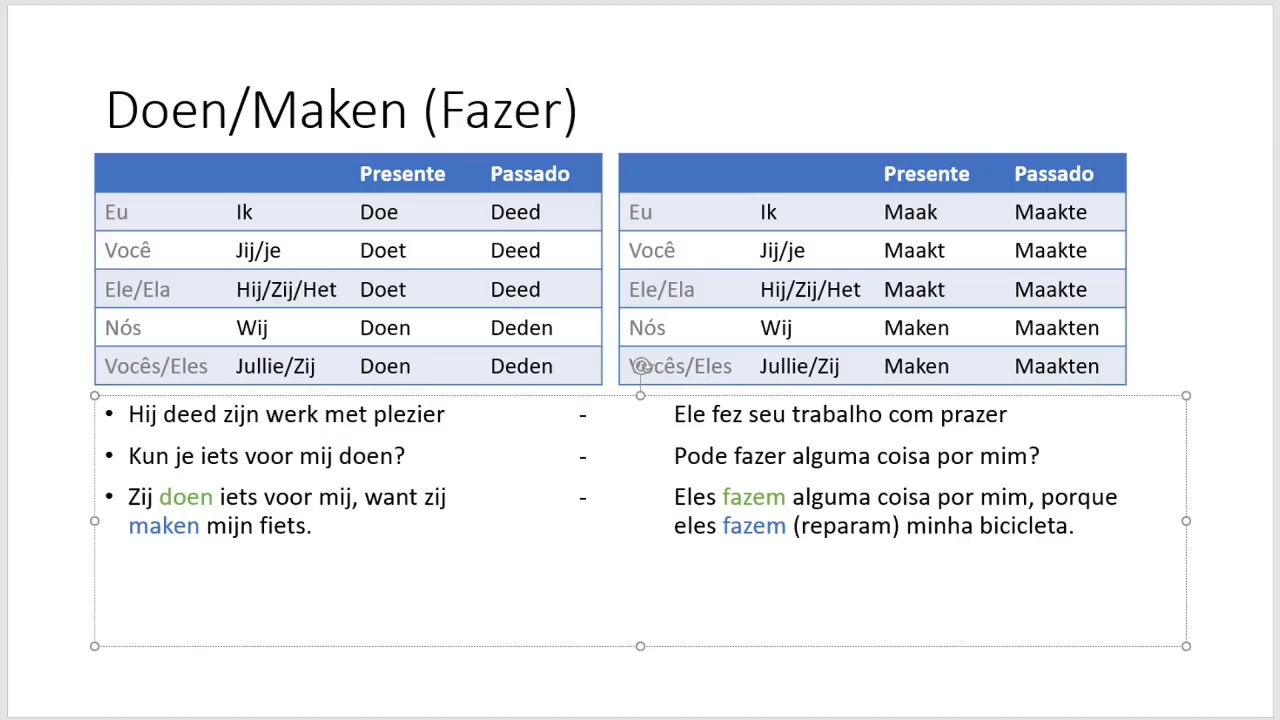 Doen/Maken (Fazer)
Presente Passado
Eu Ik Doe Deed
Você Jij/je Doet Deed
Ele/Ela Hij/Zij/Het Doet Deed
Nós Wij Doen Deden
Vocês/Eles Jullie/Zij Doen Deden
Presente Passado
Eu Ik Maak Maakte
Você Jij/je Maakt Maakte
Ele/Ela Hij/Zij/Het Maakt Maakte
Nós Wij Maken Maakten
Vocês/Eles Jullie/Zij Maken Maakten
• Hij deed zijn werk met plezier - Ele fez seu trabalho com prazer
• Kun je iets voor mij doen? - Pode fazer alguma coisa por mim?
• Zij doen iets voor mij, want zij - Eles fazem alguma coisa por mim, porque
maken mijn fiets. eles fazem (reparam) minha bicicleta.